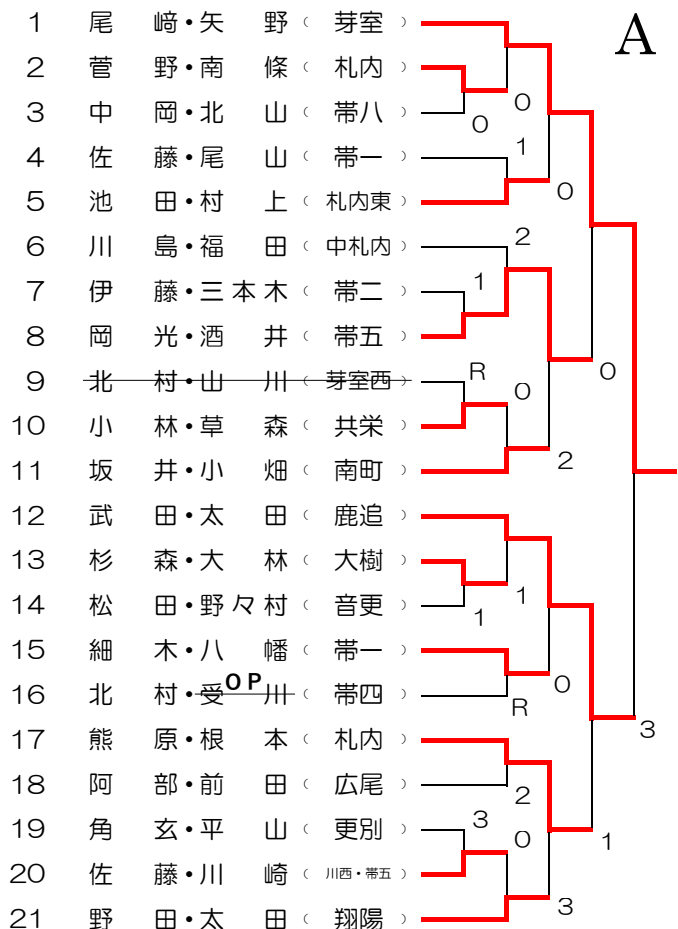 A
1 尾 﨑・矢 野（ 芽室 ）
2 菅 野・南 條（ 札内 ）
0
3 中 岡・北 山（ 帯八 ）
0
4 佐 藤・尾 山（ 帯一 ）
1
5 池 田・村 上（ 札内東 ）
0
6 川 島・福 田（ 中札内 ）
2
7 伊 藤・三 本 木（ 帯二 ）
1
8 岡 光・酒 井（ 帯五 ）
0
9 北 村・山 川（ 芽室西 ）
R
0
10 小 林・草 森（ 共栄 ）
11 坂 井・小 畑（ 南町 ）
2
12 武 田・太 田（ 鹿追 ）
13 杉 森・大 林（ 大樹 ）
1
14 松 田・野 々 村（ 音更 ）
1
15 細 木・八 幡（ 帯一 ）
0
OP
16 北 村・受 川（ 帯四 ）
R
3
17 熊 原・根 本（ 札内 ）
18 阿 部・前 田（ 広尾 ）
2
19 角 玄・平 山（ 更別 ）
3
0
1
20 佐 藤・川 崎（ 川西・帯五 ）
21 野 田・太 田（ 翔陽 ）
3